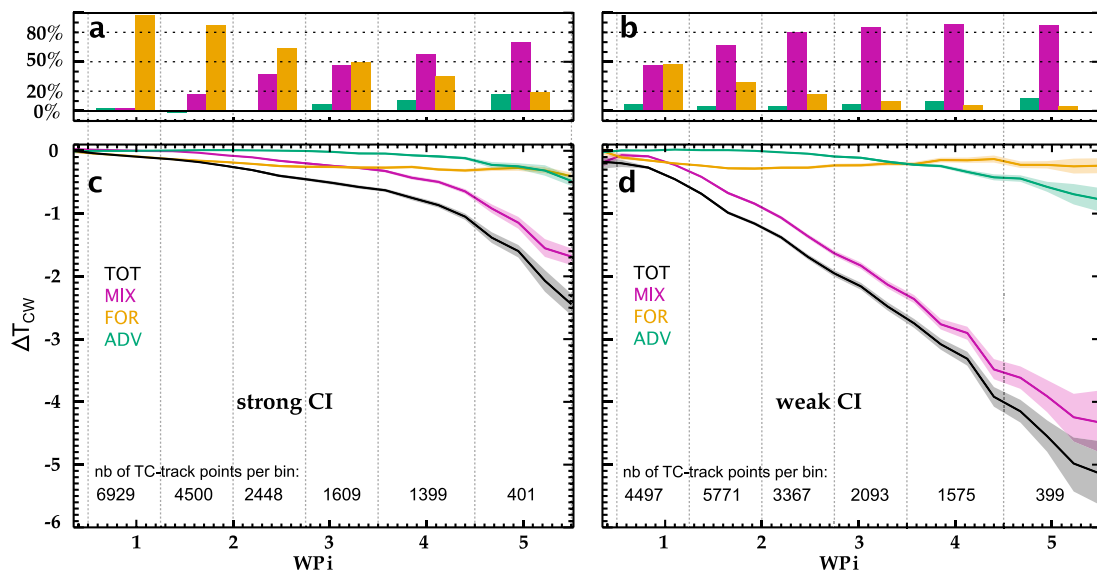 a
80%
50%
20%
0%
b
c
0
-1
-2
-3
-4
-5
-6
ΔT_CW
TOT
MIX
FOR
ADV
strong CI
nb of TC-track points per bin:
6929 4500 2448 1609 1399 401
1 2 3 4 5
WPi
d
TOT
MIX
FOR
ADV
weak CI
nb of TC-track points per bin:
4497 5771 3367 2093 1575 399
1 2 3 4 5
WPi